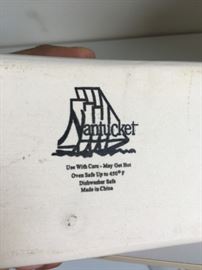 Nantucket
Use With Care - May Get Hot
Oven Safe Up to 450° F
Dishwasher Safe
Made in China